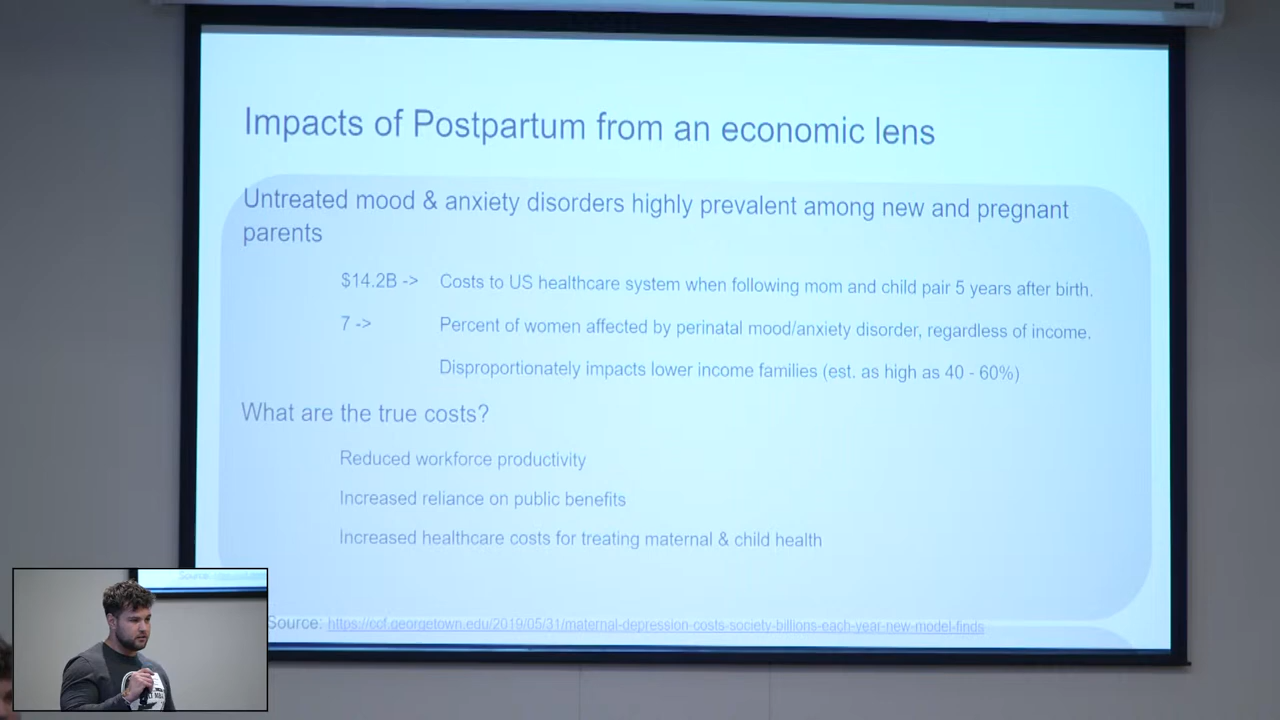 Impacts of Postpartum from an economic lens
Untreated mood & anxiety disorders highly prevalent among new and pregnant
parents
$14.2B -> Costs to US healthcare system when following mom and child pair 5 years after birth.
7 -> Percent of women affected by perinatal mood/anxiety disorder, regardless of income.
Disproportionately impacts lower income families (est. as high as 40 - 60%)
What are the true costs?
Reduced workforce productivity
Increased reliance on public benefits
Increased healthcare costs for treating maternal & child health
Source: https://ccf.georgetown.edu/2019/05/31/maternal-depression-costs-society-billions-each-year-new-model-finds
Source: